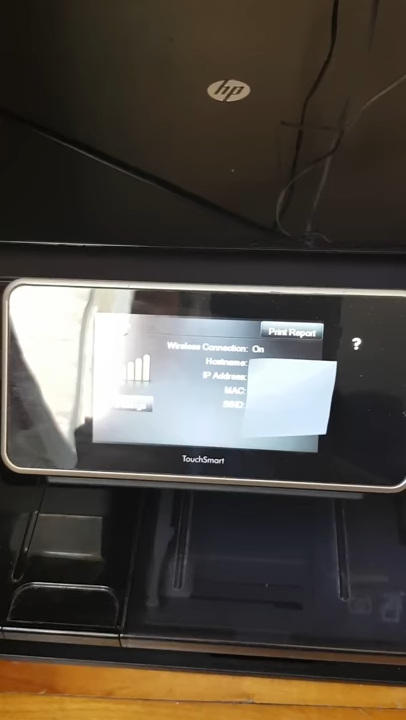 hp
Print Report
?
Wireless Connection: On
Hostname:
IP Address:
MAC:
SSID:
TouchSmart